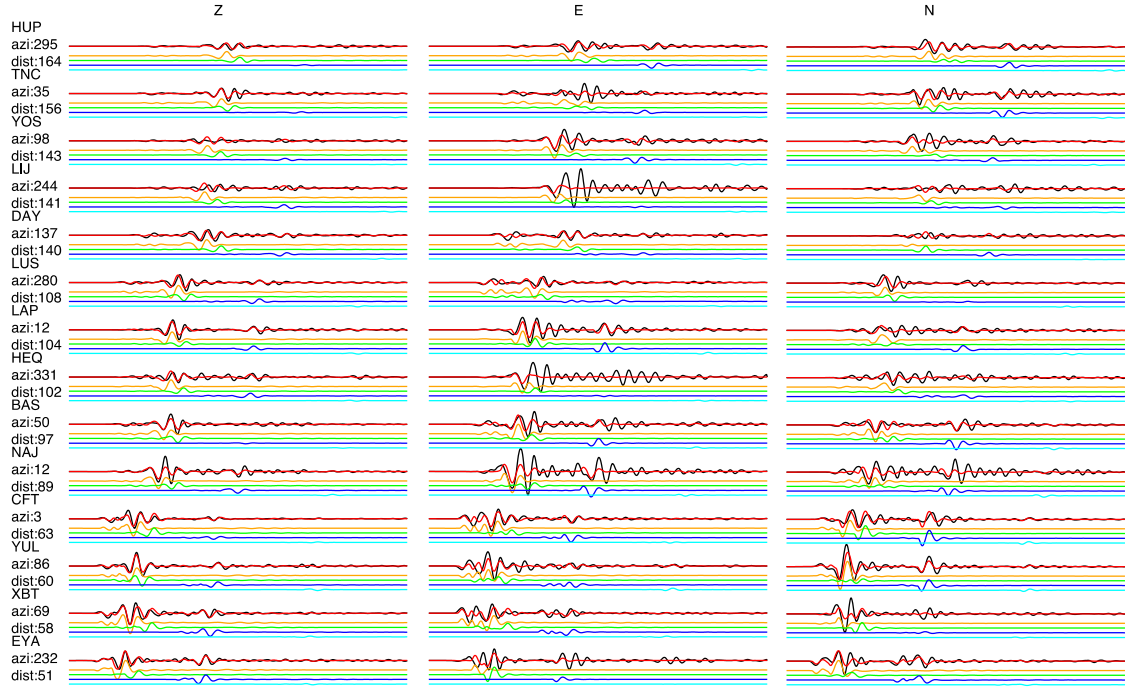 Z E N
HUP
azi:295
dist:164
TNC
azi:35
dist:156
YOS
azi:98
dist:143
LIJ
azi:244
dist:141
DAY
azi:137
dist:140
LUS
azi:280
dist:108
LAP
azi:12
dist:104
HEQ
azi:331
dist:102
BAS
azi:50
dist:97
NAJ
azi:12
dist:89
CFT
azi:3
dist:63
YUL
azi:86
dist:60
XBT
azi:69
dist:58
EYA
azi:232
dist:51